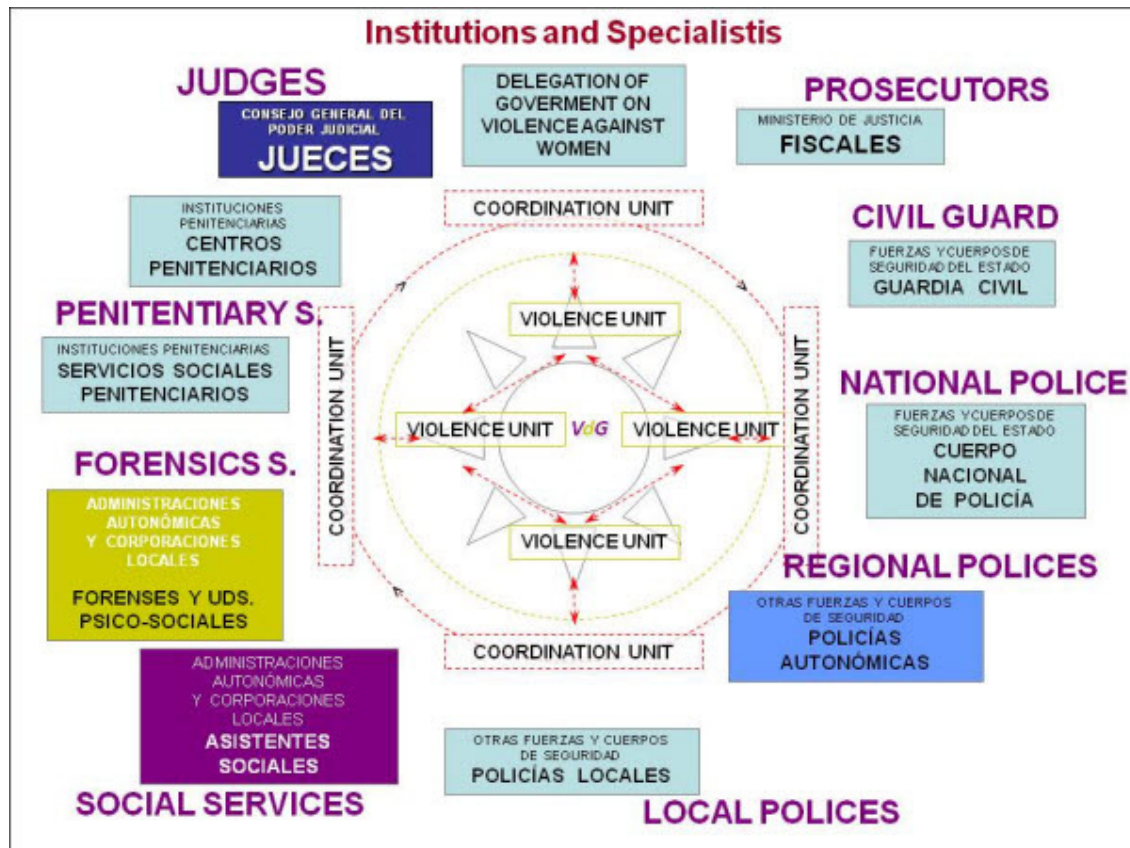 Institutions and Specialistis
JUDGES
CONSEJO GENERAL DEL
PODER JUDICIAL
JUECES
DELEGATION OF
GOVERMENT ON
VIOLENCE AGAINST
WOMEN
PROSECUTORS
MINISTERIO DE JUSTICIA
FISCALES
INSTITUCIONES
PENITENCIARIAS
CENTROS
PENITENCIARIOS
COORDINATION UNIT
CIVIL GUARD
FUERZAS Y CUERPOS DE
SEGURIDAD DEL ESTADO
GUARDIA CIVIL
PENITENTIARY S.
INSTITUCIONES PENITENCIARIAS
SERVICIOS SOCIALES
PENITENCIARIOS
COORDINATION UNIT
VIOLENCE UNIT
VIOLENCE UNIT
VdG
VIOLENCE UNIT
VIOLENCE UNIT
COORDINATION UNIT
NATIONAL POLICE
FUERZAS Y CUERPOS DE
SEGURIDAD DEL ESTADO
CUERPO
NACIONAL
DE POLICÍA
FORENSICS S.
ADMINISTRACIONES
AUTONÓMICAS
Y CORPORACIONES
LOCALES
FORENSES Y UDS.
PSICO-SOCIALES
REGIONAL POLICES
OTRAS FUERZAS Y CUERPOS
DE SEGURIDAD
POLICÍAS
AUTONÓMICAS
COORDINATION UNIT
ADMINISTRACIONES
AUTONÓMICAS
Y CORPORACIONES
LOCALES
ASISTENTES
SOCIALES
SOCIAL SERVICES
OTRAS FUERZAS Y CUERPOS
DE SEGURIDAD
POLICÍAS LOCALES
LOCAL POLICES